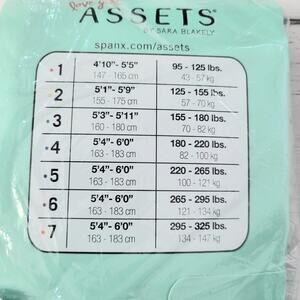 love y
ASSETS®
BY SARA BLAKELY
spanx.com/assets
1 4'10"- 5'5" 95 - 125 lbs.
147 - 165 cm 43 - 57 kg
2 5'1"- 5'9" 125 - 155 lbs.
155 - 175 cm 57 - 70 kg
3 5'3"- 5'11" 155 - 180 lbs.
160 - 180 cm 70 - 82 kg
4 5'4"- 6'0" 180 - 220 lbs.
163 - 183 cm 82 - 100 kg
5 5'4"- 6'0" 220 - 265 lbs.
163 - 183 cm 100 - 121 kg
6 5'4"- 6'0" 265 - 295 lbs.
163 - 183 cm 121 - 134 kg
7 5'4"- 6'0" 295 - 325 lbs.
163 - 183 cm 134 - 147 kg